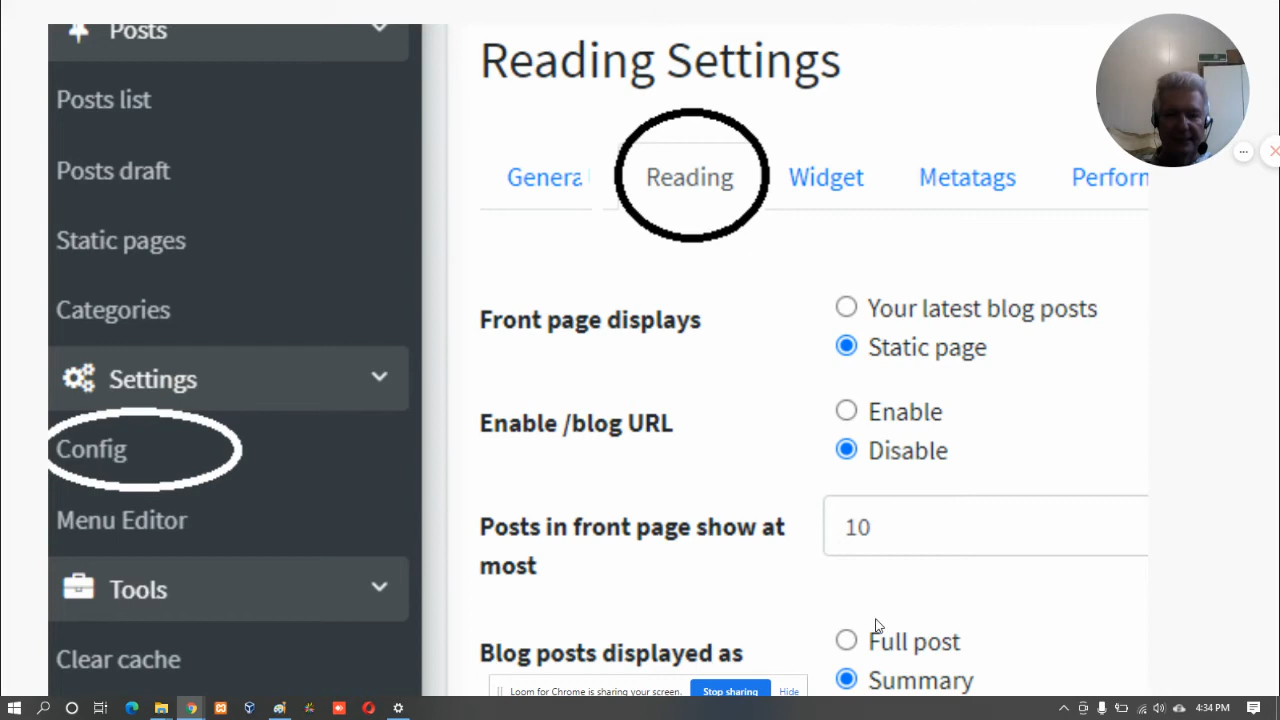 Posts
Posts list
Posts draft
Static pages
Categories
Settings
Config
Menu Editor
Tools
Clear cache
Reading Settings
Genera
Reading
Widget
Metatags
Perforn
Front page displays
Your latest blog posts
Static page
Enable /blog URL
Enable
Disable
Posts in front page show at
most
10
Blog posts displayed as
Full post
Summary
Loom for Chrome is sharing your screen.
Stop sharing
Hide
4:34 PM